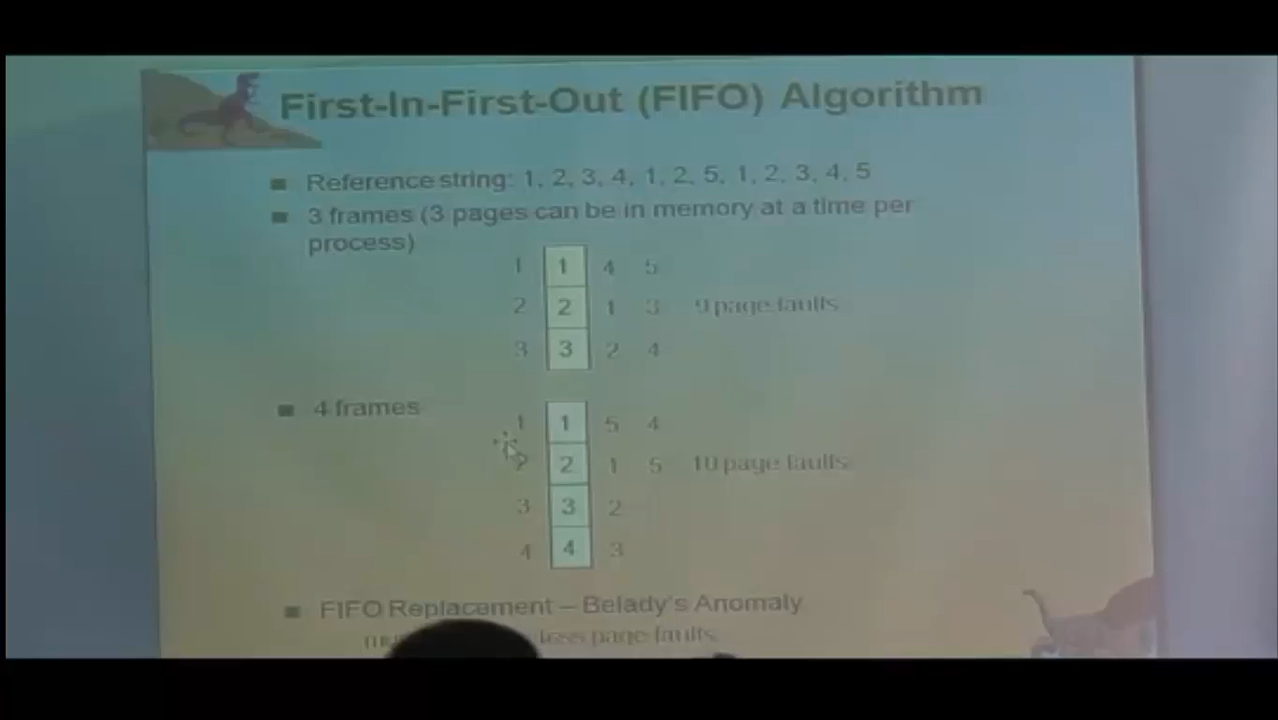 First-In-First-Out (FIFO) Algorithm
Reference string: 1, 2, 3, 4, 1, 2, 5, 1, 2, 3, 4, 5
3 frames (3 pages can be in memory at a time per
process)
1 1 4 5
2 2 1 3 9 page faults
3 3 2 4
4 frames
1 1 5 4
2 2 1 5 10 page faults
3 3 2
4 4 3
FIFO Replacement – Belady's Anomaly
less page faults